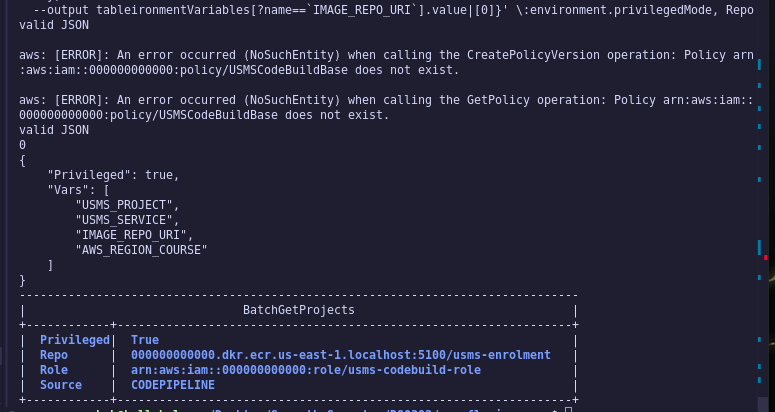 --output tableironmentVariables[?name==`IMAGE_REPO_URI`].value|[0]}' \:environment.privilegedMode, Repo
valid JSON
aws: [ERROR]: An error occurred (NoSuchEntity) when calling the CreatePolicyVersion operation: Policy arn
:aws:iam::000000000000:policy/USMSCodeBuildBase does not exist.
aws: [ERROR]: An error occurred (NoSuchEntity) when calling the GetPolicy operation: Policy arn:aws:iam::
000000000000:policy/USMSCodeBuildBase does not exist.
valid JSON
0
{
    "Privileged": true,
    "Vars": [
        "USMS_PROJECT",
        "USMS_SERVICE",
        "IMAGE_REPO_URI",
        "AWS_REGION_COURSE"
    ]
}
--------------------------------------------------------------------------------
|                               BatchGetProjects                               |
+------------+-----------------------------------------------------------------+
|  Privileged|  True                                                           |
|  Repo      |  000000000000.dkr.ecr.us-east-1.localhost:5100/usms-enrolment   |
|  Role      |  arn:aws:iam::000000000000:role/usms-codebuild-role             |
|  Source    |  CODEPIPELINE                                                   |
+------------+-----------------------------------------------------------------+